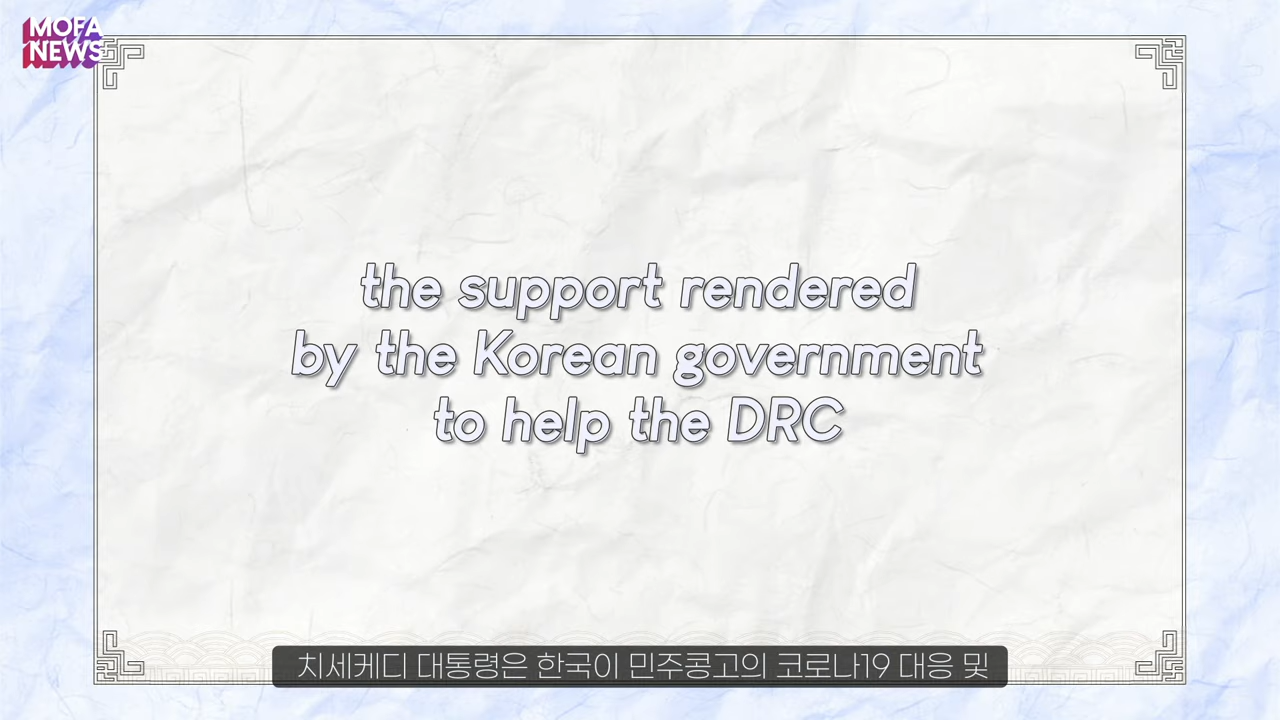 MOFA
NEWS
the support rendered
by the Korean government
to help the DRC
치세케디 대통령은 한국이 민주콩고의 코로나19 대응 및